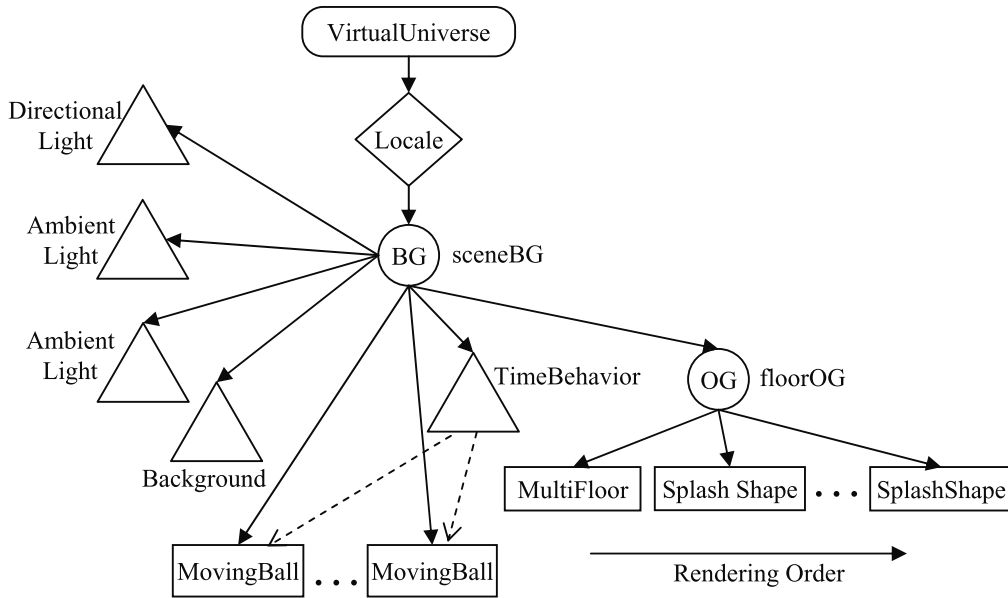 VirtualUniverse
Directional
Light
Locale
Ambient
Light
BG
sceneBG
Ambient
Light
TimeBehavior
OG
floorOG
Background
MultiFloor
Splash Shape
...
SplashShape
MovingBall
...
MovingBall
Rendering Order